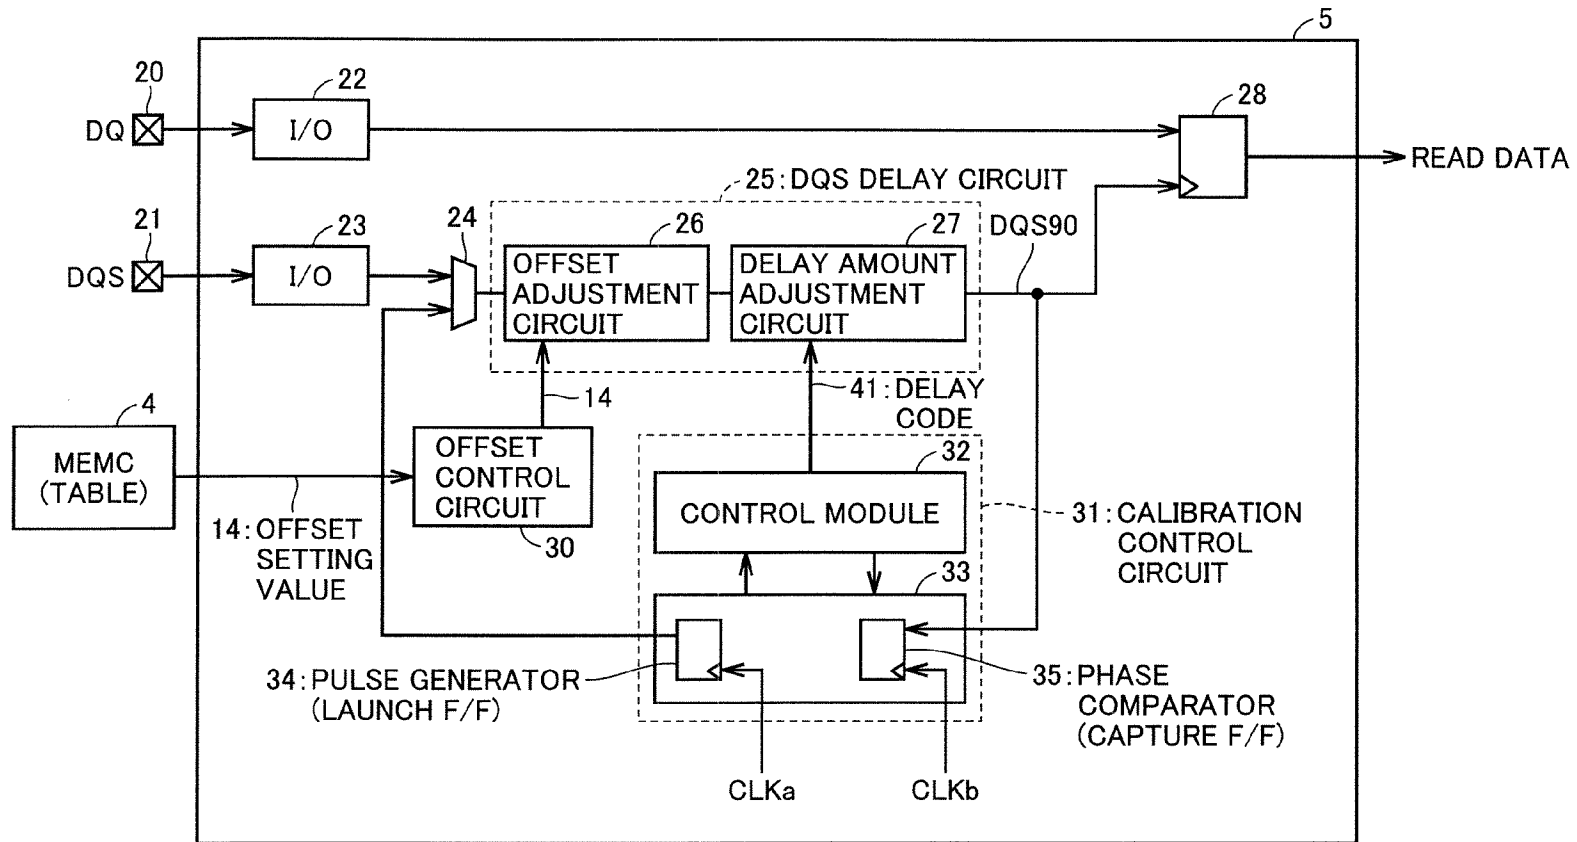 5
20
22
28
DQ
I/O
READ DATA
25:DQS DELAY CIRCUIT
21
23
24
26
27
DQS90
DQS
I/O
OFFSET
ADJUSTMENT
CIRCUIT
DELAY AMOUNT
ADJUSTMENT
CIRCUIT
4
14
41:DELAY
CODE
MEMC
(TABLE)
OFFSET
CONTROL
CIRCUIT
32
CONTROL MODULE
31:CALIBRATION
CONTROL
CIRCUIT
14:OFFSET
SETTING
VALUE
30
33
34:PULSE GENERATOR
(LAUNCH F/F)
35:PHASE
COMPARATOR
(CAPTURE F/F)
CLKa
CLKb